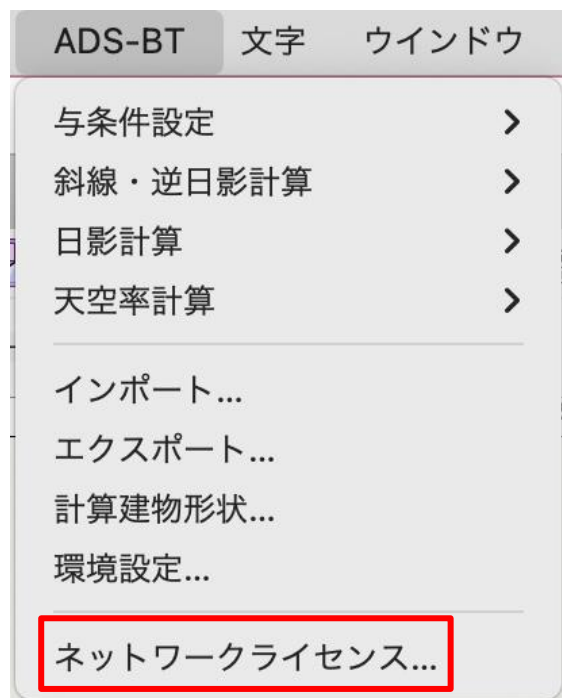 ADS-BT 文字 ウインドウ
与条件設定
斜線・逆日影計算
日影計算
天空率計算
インポート...
エクスポート...
計算建物形状...
環境設定...
ネットワークライセンス...